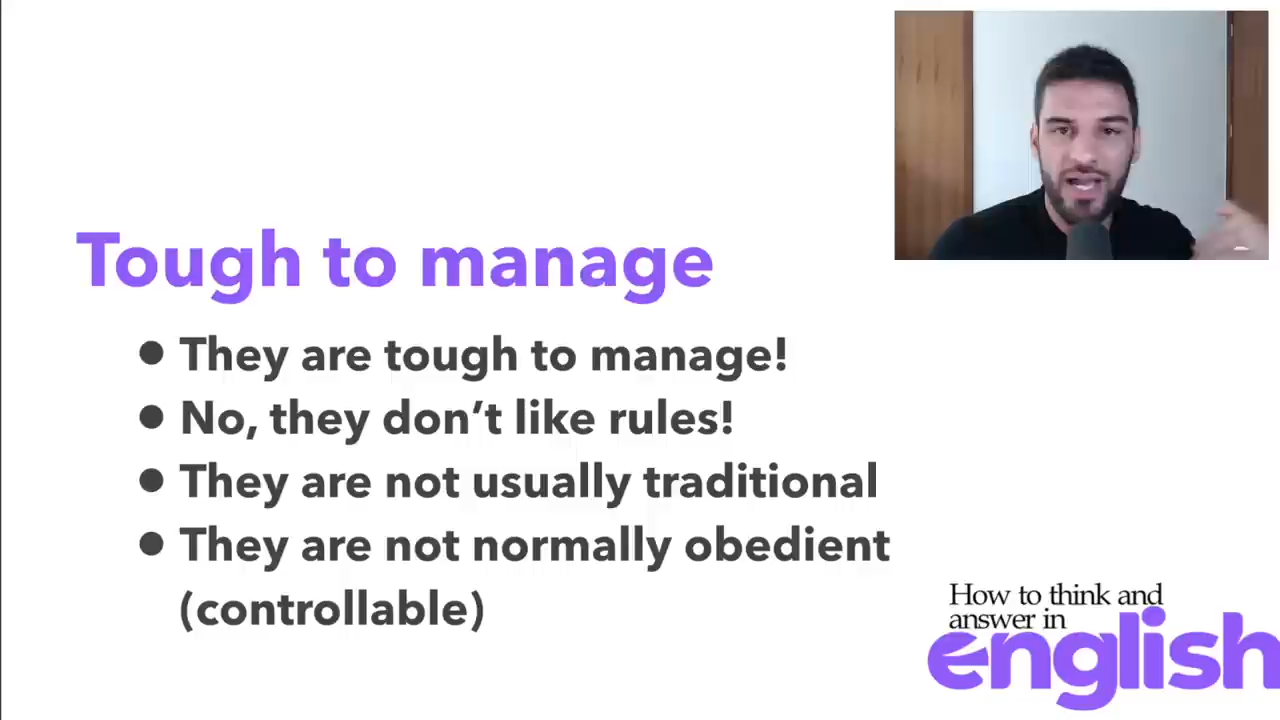 Tough to manage
● They are tough to manage!
● No, they don’t like rules!
● They are not usually traditional
● They are not normally obedient
(controllable)
How to think and
answer in
english